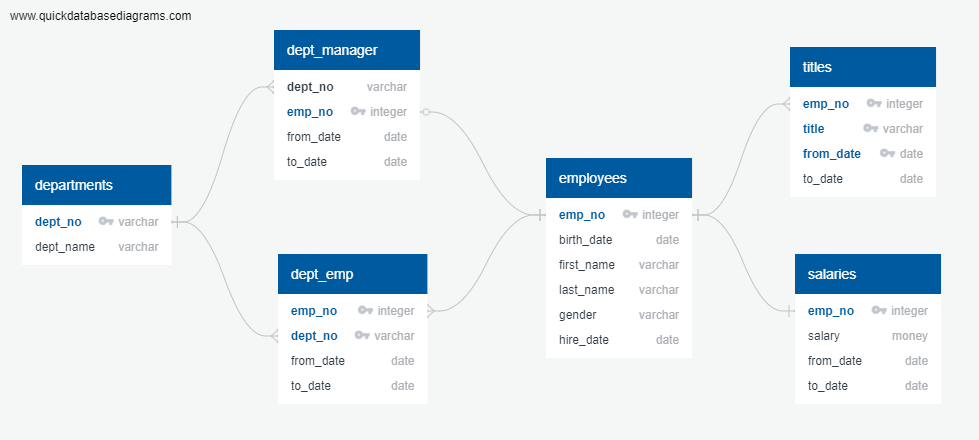 www.quickdatabasediagrams.com
dept_manager
dept_no varchar
emp_no integer
from_date date
to_date date
departments
dept_no varchar
dept_name varchar
dept_emp
emp_no integer
dept_no varchar
from_date date
to_date date
employees
emp_no integer
birth_date date
first_name varchar
last_name varchar
gender varchar
hire_date date
titles
emp_no integer
title varchar
from_date date
to_date date
salaries
emp_no integer
salary money
from_date date
to_date date